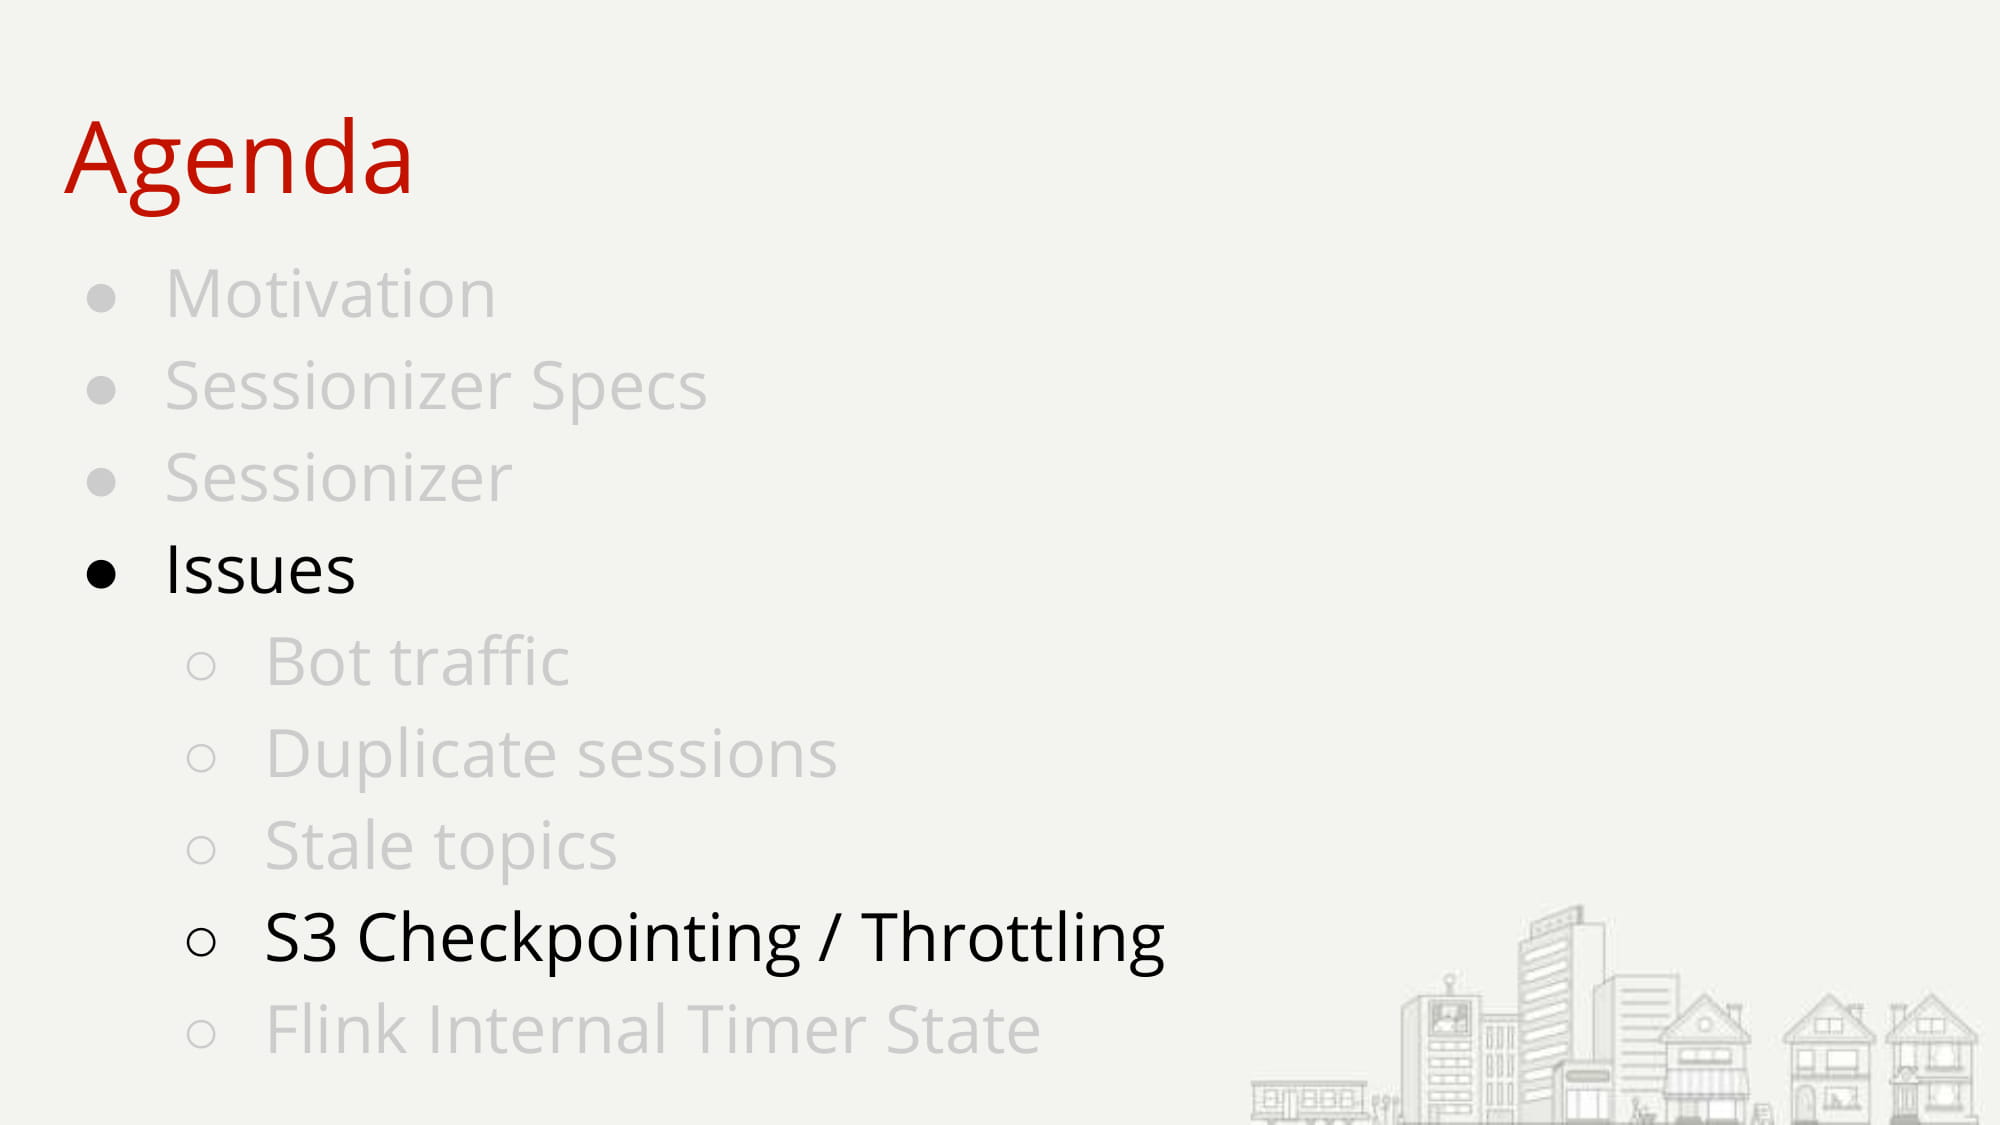 Agenda
● Motivation
● Sessionizer Specs
● Sessionizer
● Issues
○ Bot traffic
○ Duplicate sessions
○ Stale topics
○ S3 Checkpointing / Throttling
○ Flink Internal Timer State